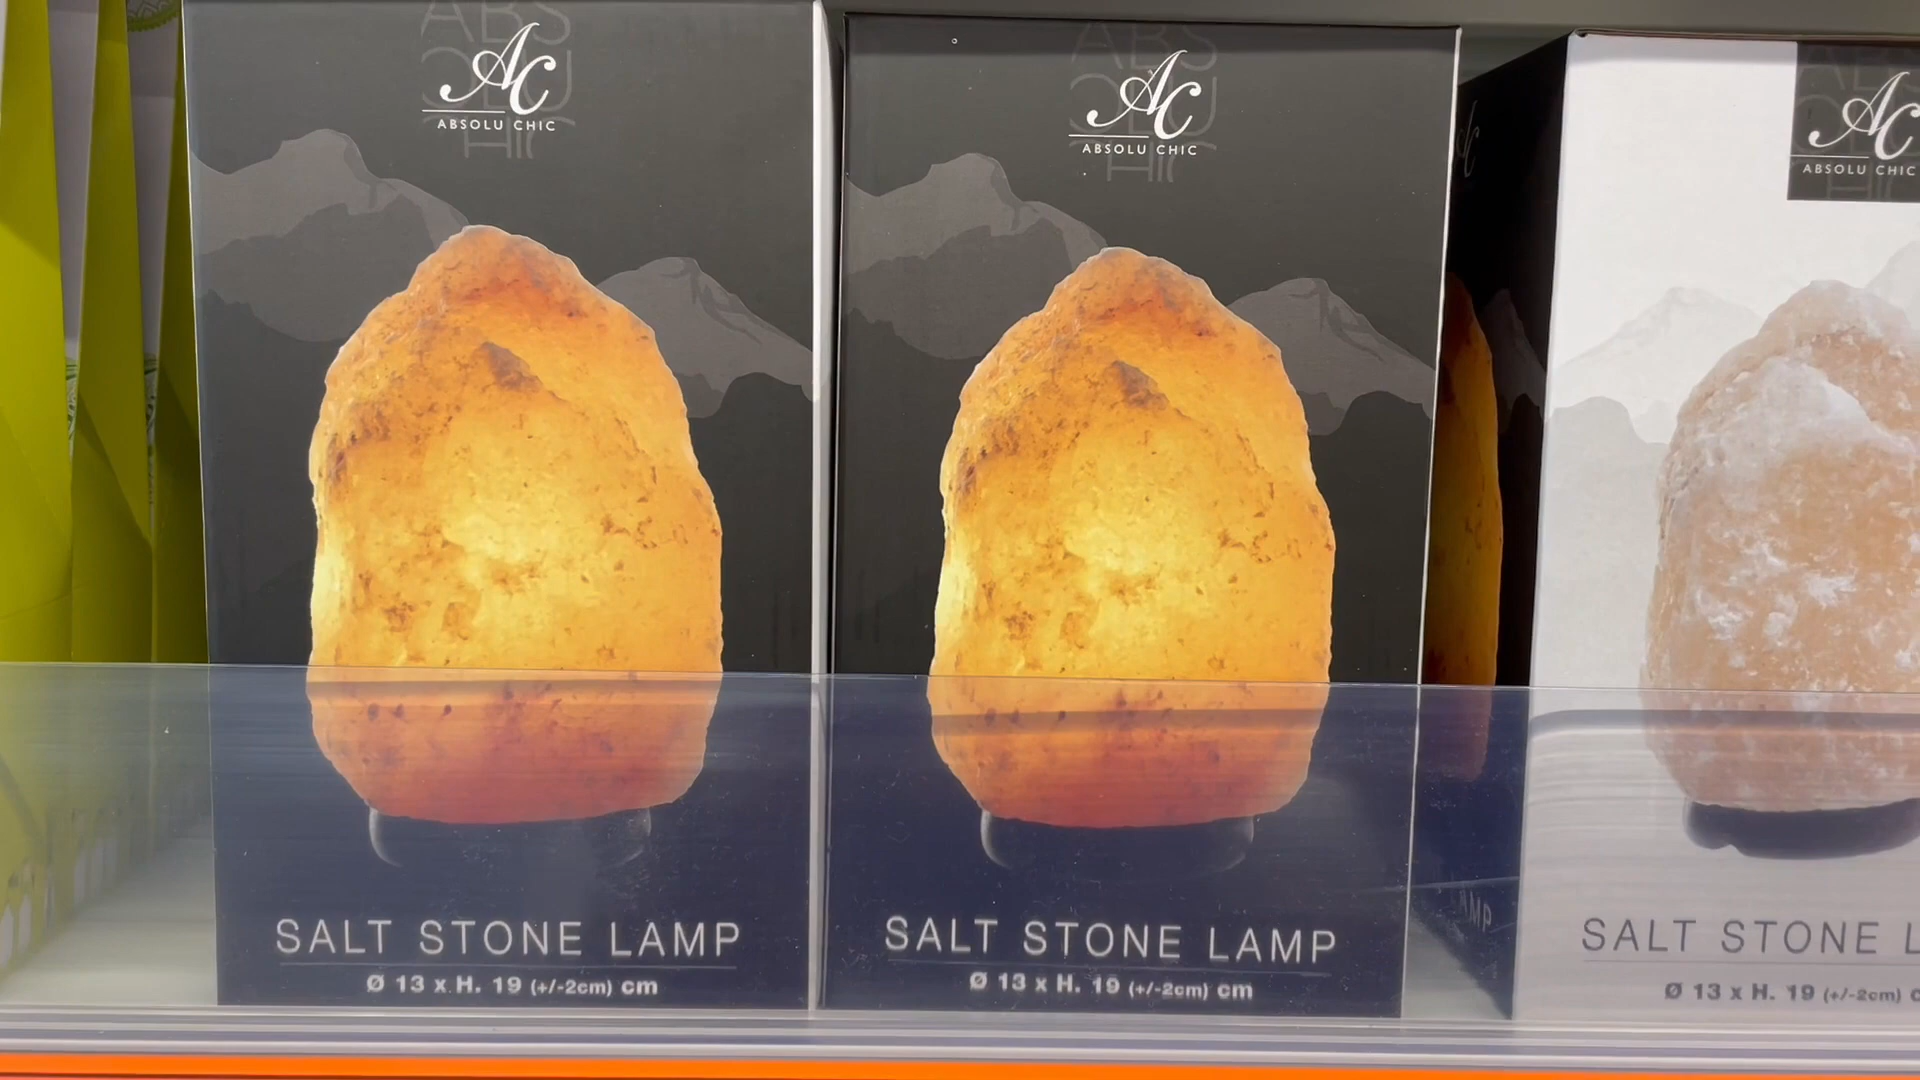 AC
ABSOLU CHIC
SALT STONE LAMP
Ø 13 x H. 19 (+/-2cm) cm
AC
ABSOLU CHIC
SALT STONE LAMP
Ø 13 x H. 19 (+/-2cm) cm
AMP
AC
ABSOLU CHIC
SALT STONE L
Ø 13 x H. 19 (+/-2cm) c